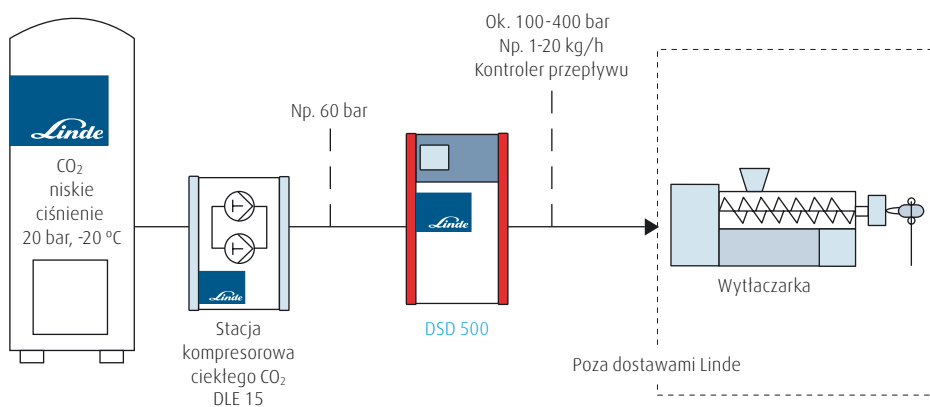 Linde
CO₂
niskie
ciśnienie
20 bar, -20 ºC
Linde
Stacja
kompresorowa
ciekłego CO₂
DLE 15
Np. 60 bar
Linde
DSD 500
Ok. 100-400 bar
Np. 1-20 kg/h
Kontroler przepływu
Wytłaczarka
Poza dostawami Linde